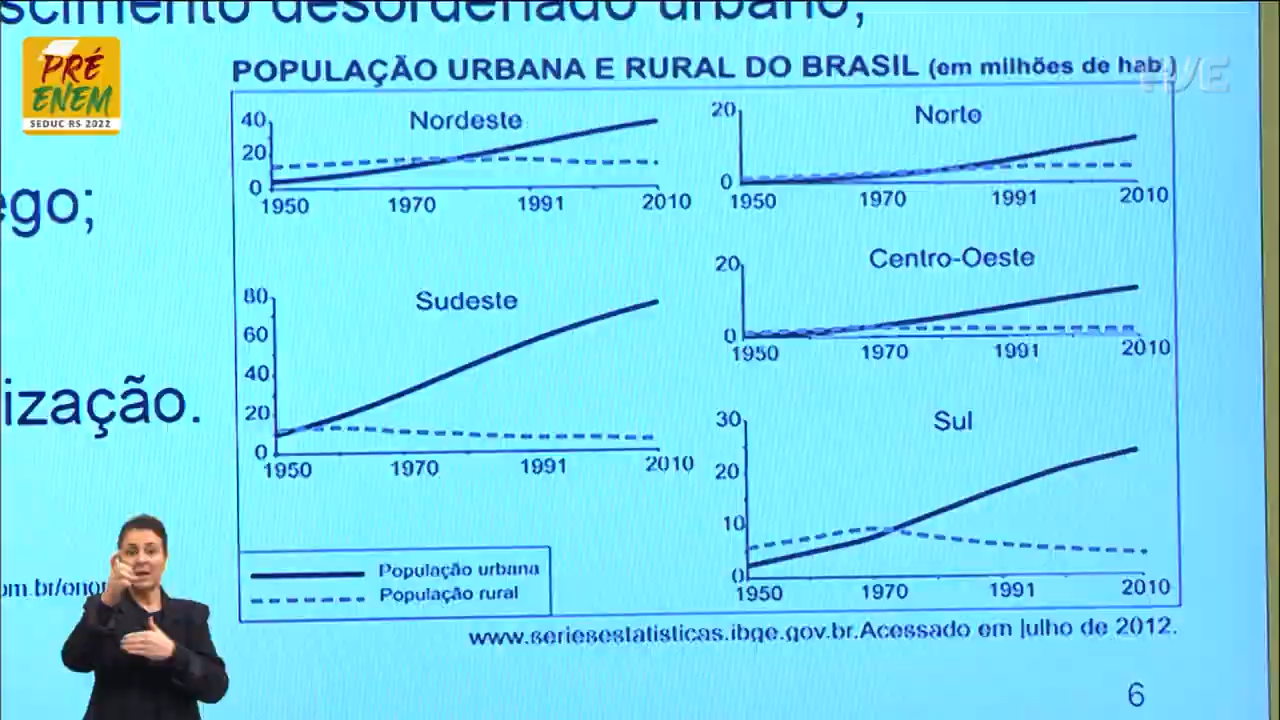 scimento desordenado urbano;
PRÉ
ENEM
SEDUC RS 2022
POPULAÇÃO URBANA E RURAL DO BRASIL (em milhões de hab.)
TVE
ego;
ização.
Nordeste
40
20
0
1950 1970 1991 2010
Norte
20
0
1950 1970 1991 2010
Sudeste
80
60
40
20
0
1950 1970 1991 2010
Centro-Oeste
20
0
1950 1970 1991 2010
Sul
30
20
10
0
1950 1970 1991 2010
População urbana
População rural
www.seriesestatisticas.ibge.gov.br.Acessado em julho de 2012.
6